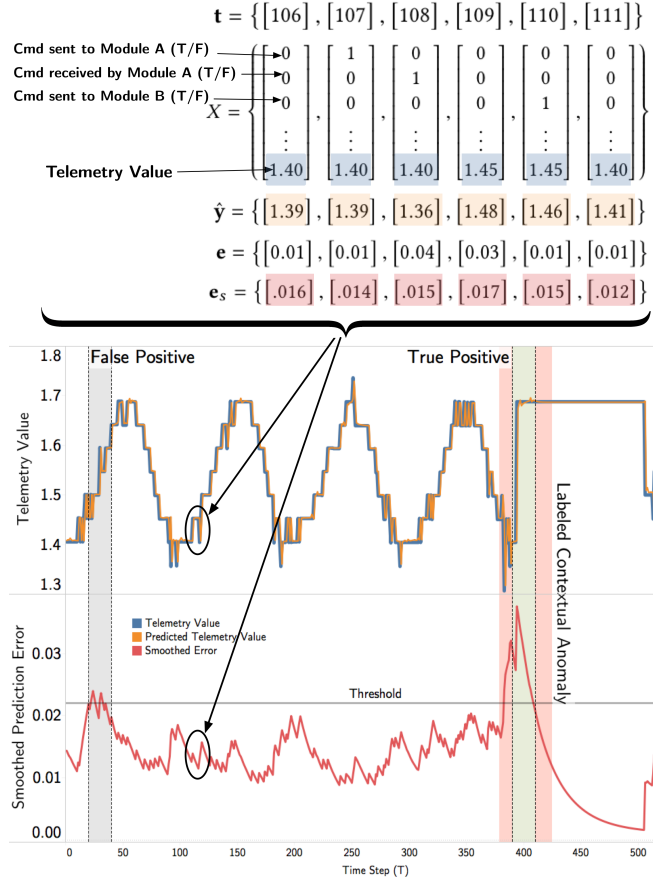 t = {[106] , [107] , [108] , [109] , [110] , [111]}
Cmd sent to Module A (T/F) 0 1 0 0 0 0
Cmd received by Module A (T/F) 0 0 1 0 0 0
Cmd sent to Module B (T/F) 0 0 0 0 1 0
X = { , , , , , }
⋮ ⋮ ⋮ ⋮ ⋮ ⋮
Telemetry Value 1.40 1.40 1.40 1.45 1.45 1.40
ŷ = {[1.39] , [1.39] , [1.36] , [1.48] , [1.46] , [1.41]}
e = {[0.01] , [0.01] , [0.04] , [0.03] , [0.01] , [0.01]}
eₛ = {[.016] , [.014] , [.015] , [.017] , [.015] , [.012]}
False Positive True Positive
1.8
1.7
1.6
1.5
1.4
1.3
Telemetry Value
Labeled Contextual Anomaly
Telemetry Value
Predicted Telemetry Value
Smoothed Error
Threshold
Smoothed Prediction Error
0.03
0.02
0.01
0.00
0 50 100 150 200 250 300 350 400 450 500
Time Step (T)